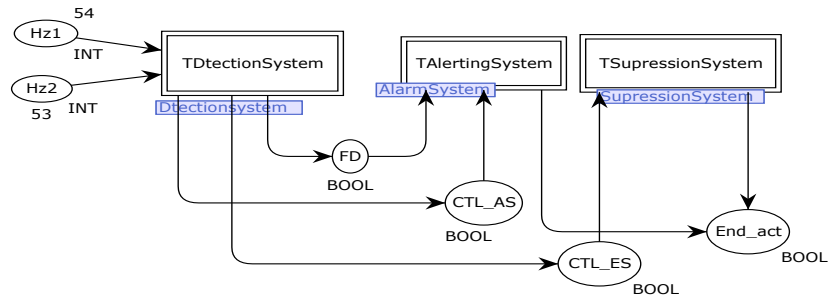 54
Hz1
INT
Hz2
INT
53
TDtectionSystem
Dtectionsystem
TAlertingSystem
AlarmSystem
TSupressionSystem
SupressionSystem
FD
BOOL
CTL_AS
BOOL
End_act
BOOL
CTL_ES
BOOL